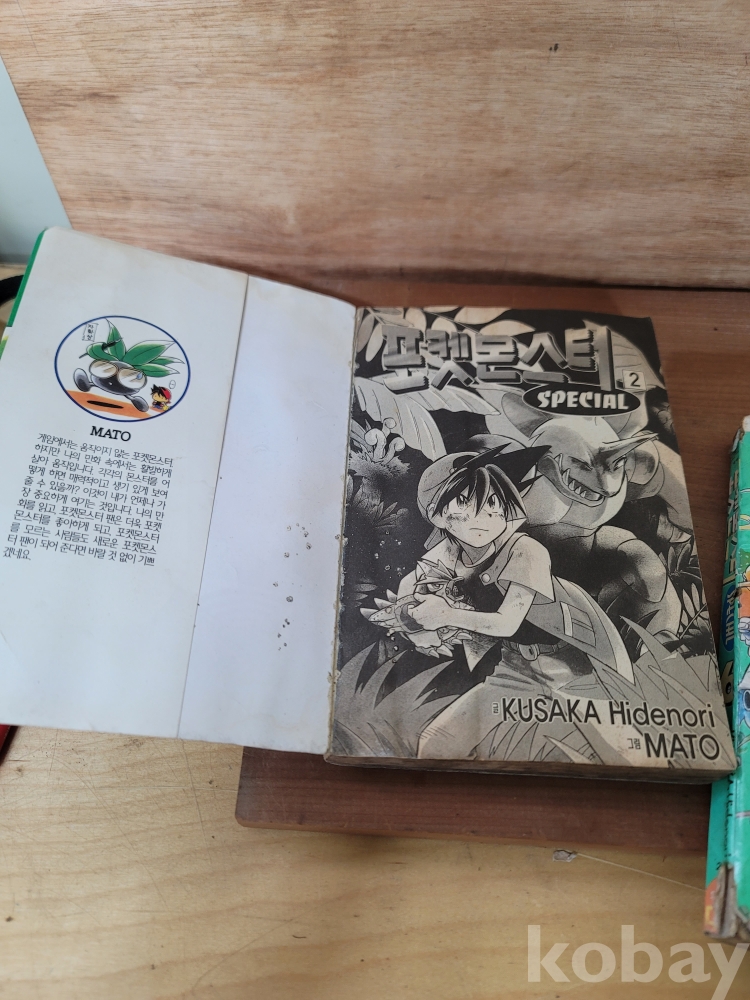 자화상
MATO
게임에서는 움직이지 않는 포켓몬스터
하지만 나의 만화 속에서는 활발하게
살아 움직입니다. 각각의 몬스터를 어
떻게 하면 매력적이고 생기 있게 보여
줄 수 있을까? 이것이 내가 언제나 가
장 중요하게 여기는 것입니다. 나의 만
화를 읽고, 포켓몬스터 팬은 더욱 포켓
몬스터를 좋아하게 되고, 포켓몬스터
를 모르는 사람들도 새로운 포켓몬스
터 팬이 되어 준다면 바랄 것 없이 기쁘
겠네요.
포켓몬스터 2
SPECIAL
글 KUSAKA Hidenori
그림 MATO
kobay